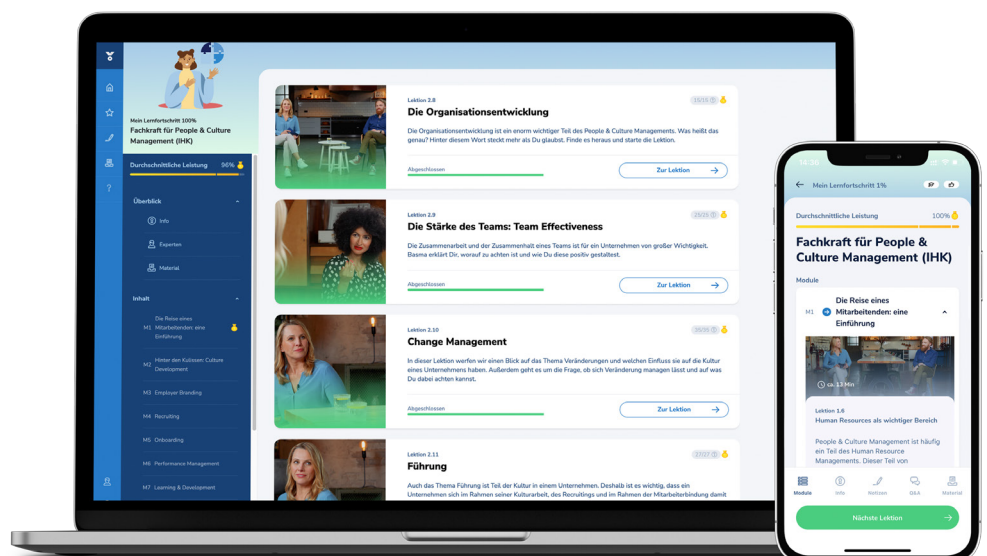 Mein Lernfortschritt 100%
Fachkraft für People & Culture
Management (IHK)
Durchschnittliche Leistung 96%
Überblick
Info
Experten
Material
Inhalt
M1 Die Reise eines
Mitarbeitenden: eine
Einführung
M2 Hinter den Kulissen: Culture
Development
M3 Employer Branding
M4 Recruiting
M5 Onboarding
M6 Performance Management
M7 Learning & Development
Lektion 2.8
15/15
Die Organisationsentwicklung
Die Organisationsentwicklung ist ein enorm wichtiger Teil des People & Culture Managements. Was heißt das
genau? Hinter diesem Wort steckt mehr als Du glaubst. Finde es heraus und starte die Lektion.
Abgeschlossen
Zur Lektion
Lektion 2.9
25/25
Die Stärke des Teams: Team Effectiveness
Die Zusammenarbeit und der Zusammenhalt eines Teams ist für ein Unternehmen von großer Wichtigkeit.
Basma erklärt Dir, worauf zu achten ist und wie Du diese positiv gestaltest.
Abgeschlossen
Zur Lektion
Lektion 2.10
Change Management
In dieser Lektion werfen wir einen Blick auf das Thema Veränderungen und welchen Einfluss sie auf die Kultur
eines Unternehmens haben. Außerdem geht es um die Frage, ob sich Veränderung managen lässt und auf was
Du dabei achten kannst.
Abgeschlossen
Zur Lektion
Lektion 2.11
27/27
Führung
Auch das Thema Führung ist Teil der Kultur in einem Unternehmen. Deshalb ist es wichtig, dass ein
Unternehmen sich im Rahmen seiner Kulturarbeit, des Recruitings und im Rahmen der Mitarbeiterbindung damit
14:30
Mein Lernfortschritt 1%
Durchschnittliche Leistung 100%
Fachkraft für People &
Culture Management (IHK)
Module
M1 Die Reise eines
Mitarbeitenden: eine
Einführung
ca. 13 Min
Lektion 1.6
Human Resources als wichtiger Bereich
People & Culture Management ist häufig
ein Teil des Human Resource
Managements. Dieser Teil von
Module
Info
Notizen
Q&A
Material
Nächste Lektion